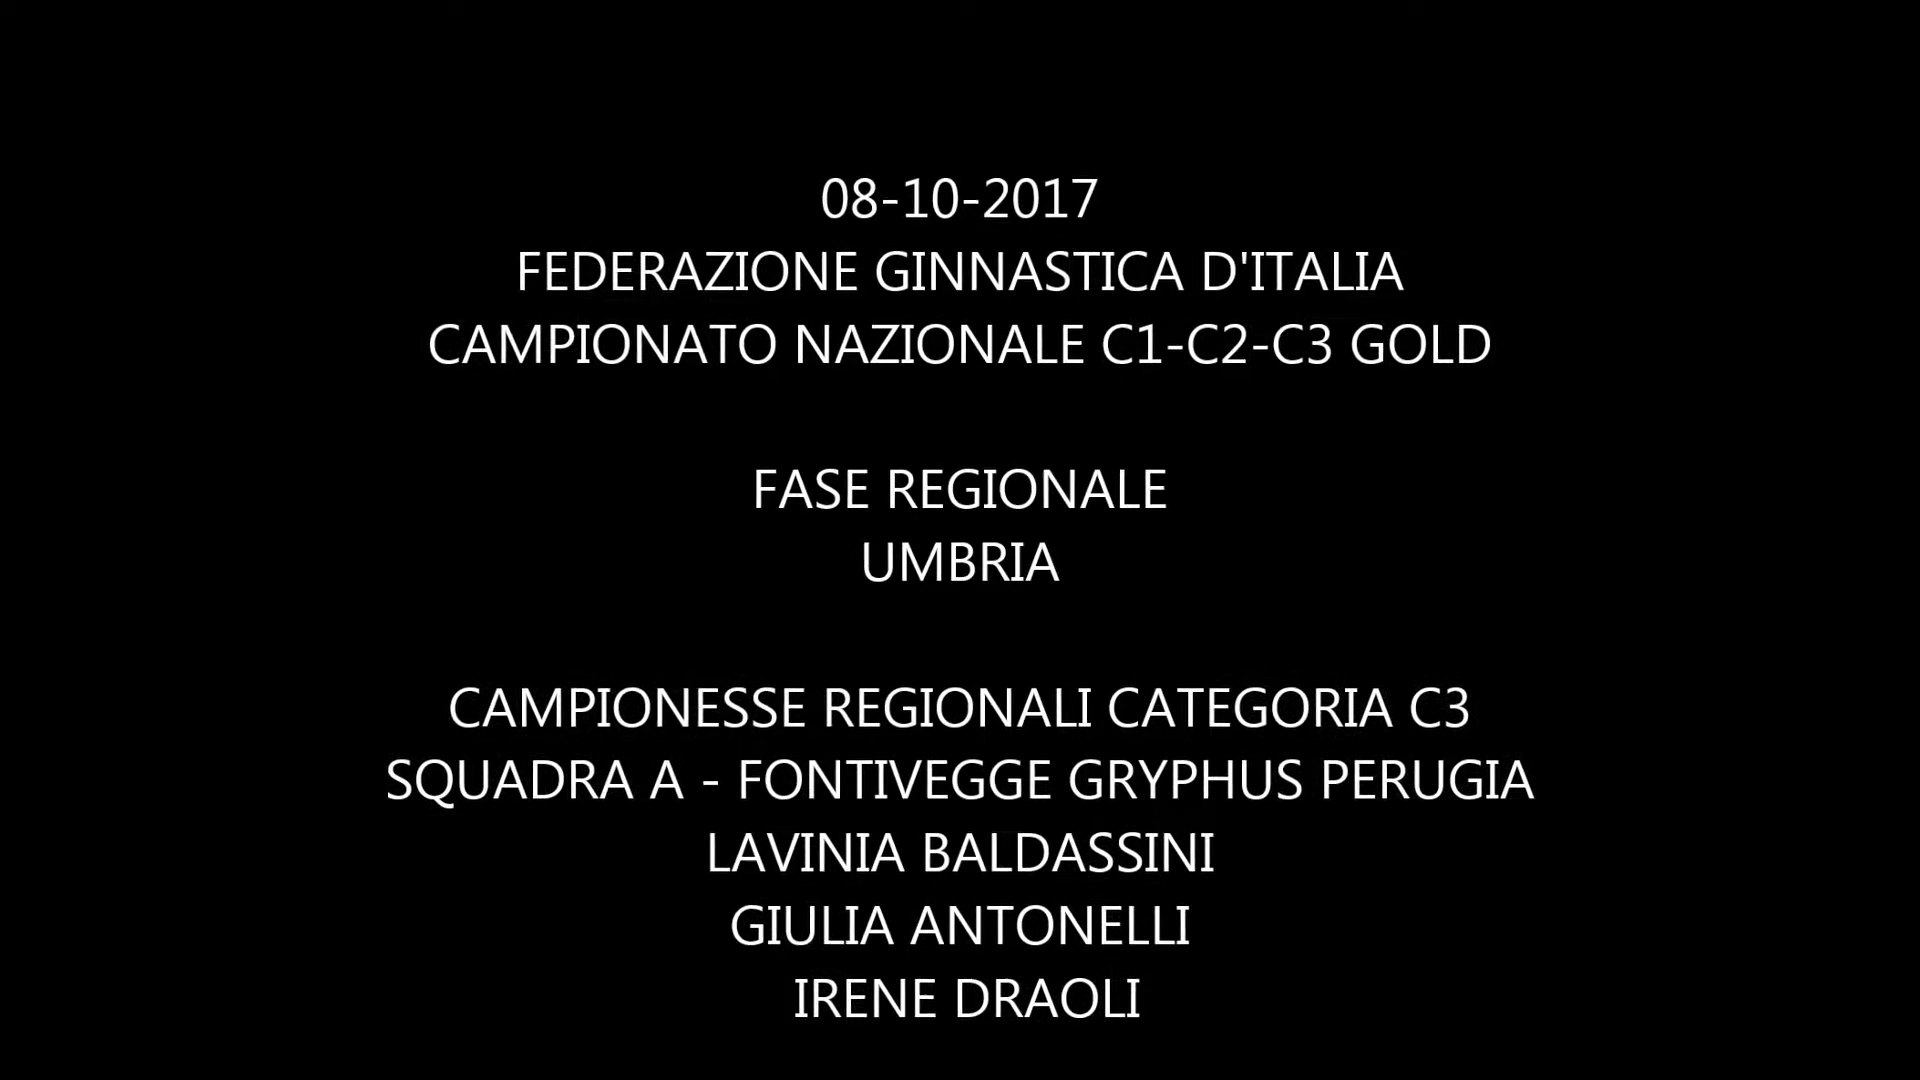 08-10-2017
FEDERAZIONE GINNASTICA D'ITALIA
CAMPIONATO NAZIONALE C1-C2-C3 GOLD
FASE REGIONALE
UMBRIA
CAMPIONESSE REGIONALI CATEGORIA C3
SQUADRA A - FONTIVEGGE GRYPHUS PERUGIA
LAVINIA BALDASSINI
GIULIA ANTONELLI
IRENE DRAOLI